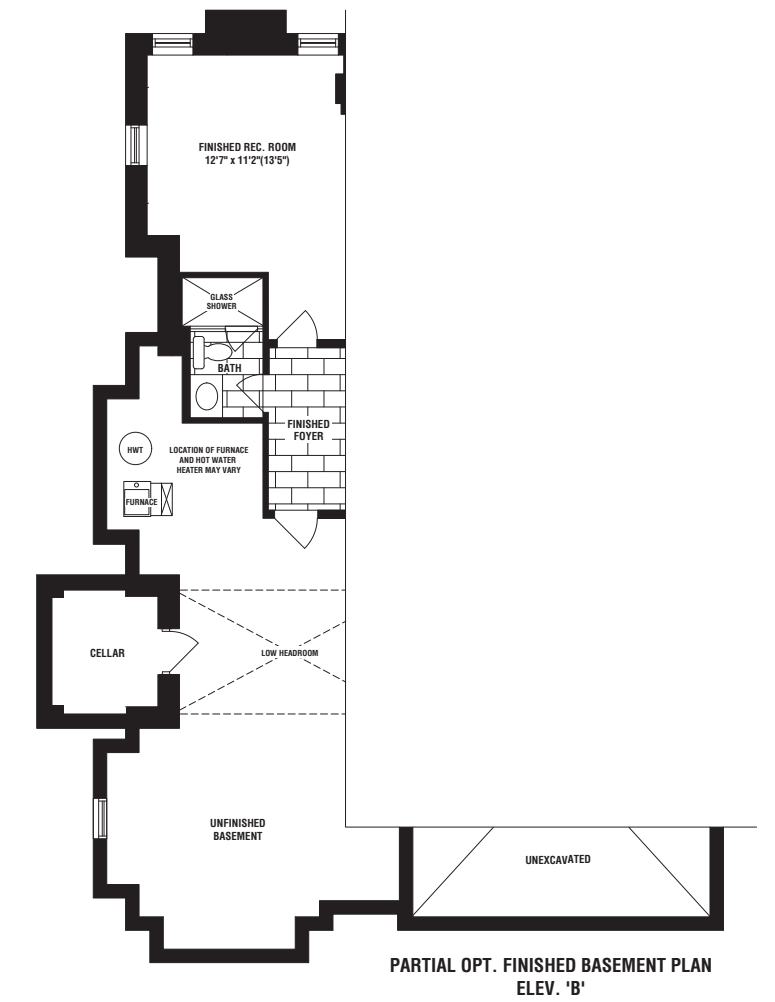 FINISHED REC. ROOM
12'7" x 11'2"(13'5")
GLASS
SHOWER
BATH
FINISHED
FOYER
HWT
LOCATION OF FURNACE
AND HOT WATER
HEATER MAY VARY
FURNACE
CELLAR
LOW HEADROOM
UNFINISHED
BASEMENT
UNEXCAVATED
PARTIAL OPT. FINISHED BASEMENT PLAN
ELEV. 'B'